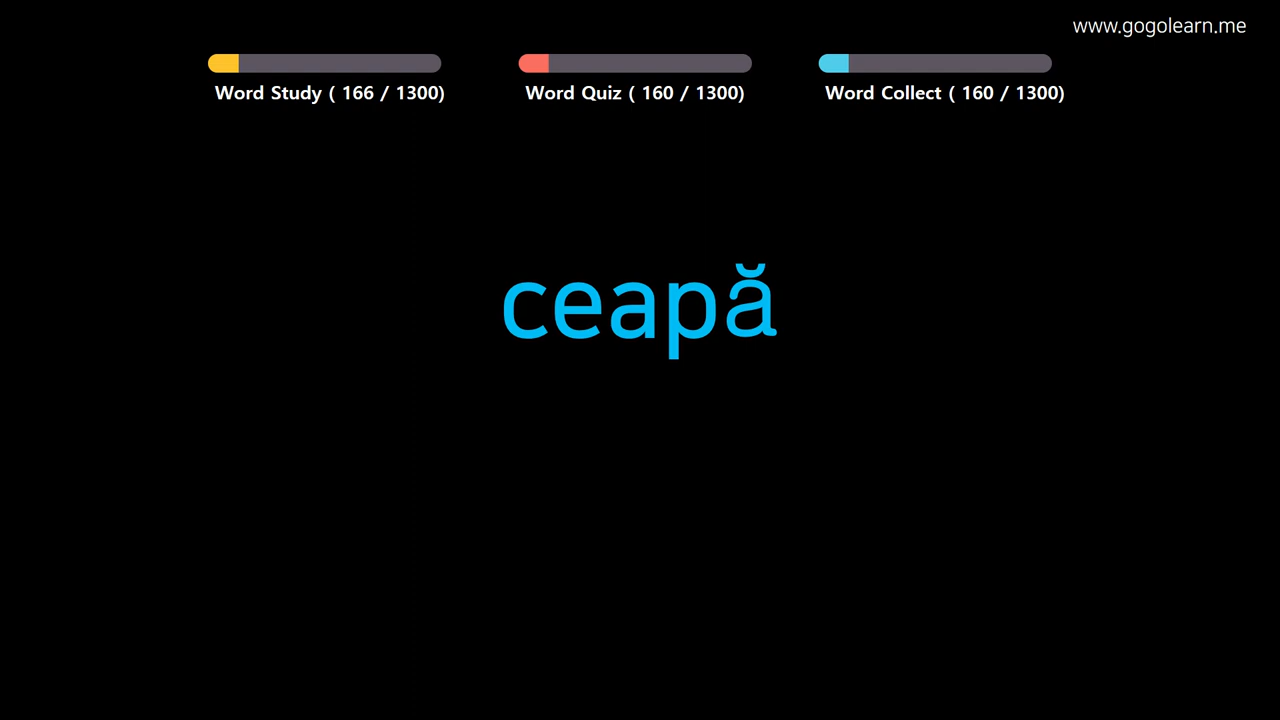 www.gogolearn.me
Word Study ( 166 / 1300)
Word Quiz ( 160 / 1300)
Word Collect ( 160 / 1300)
ceapă